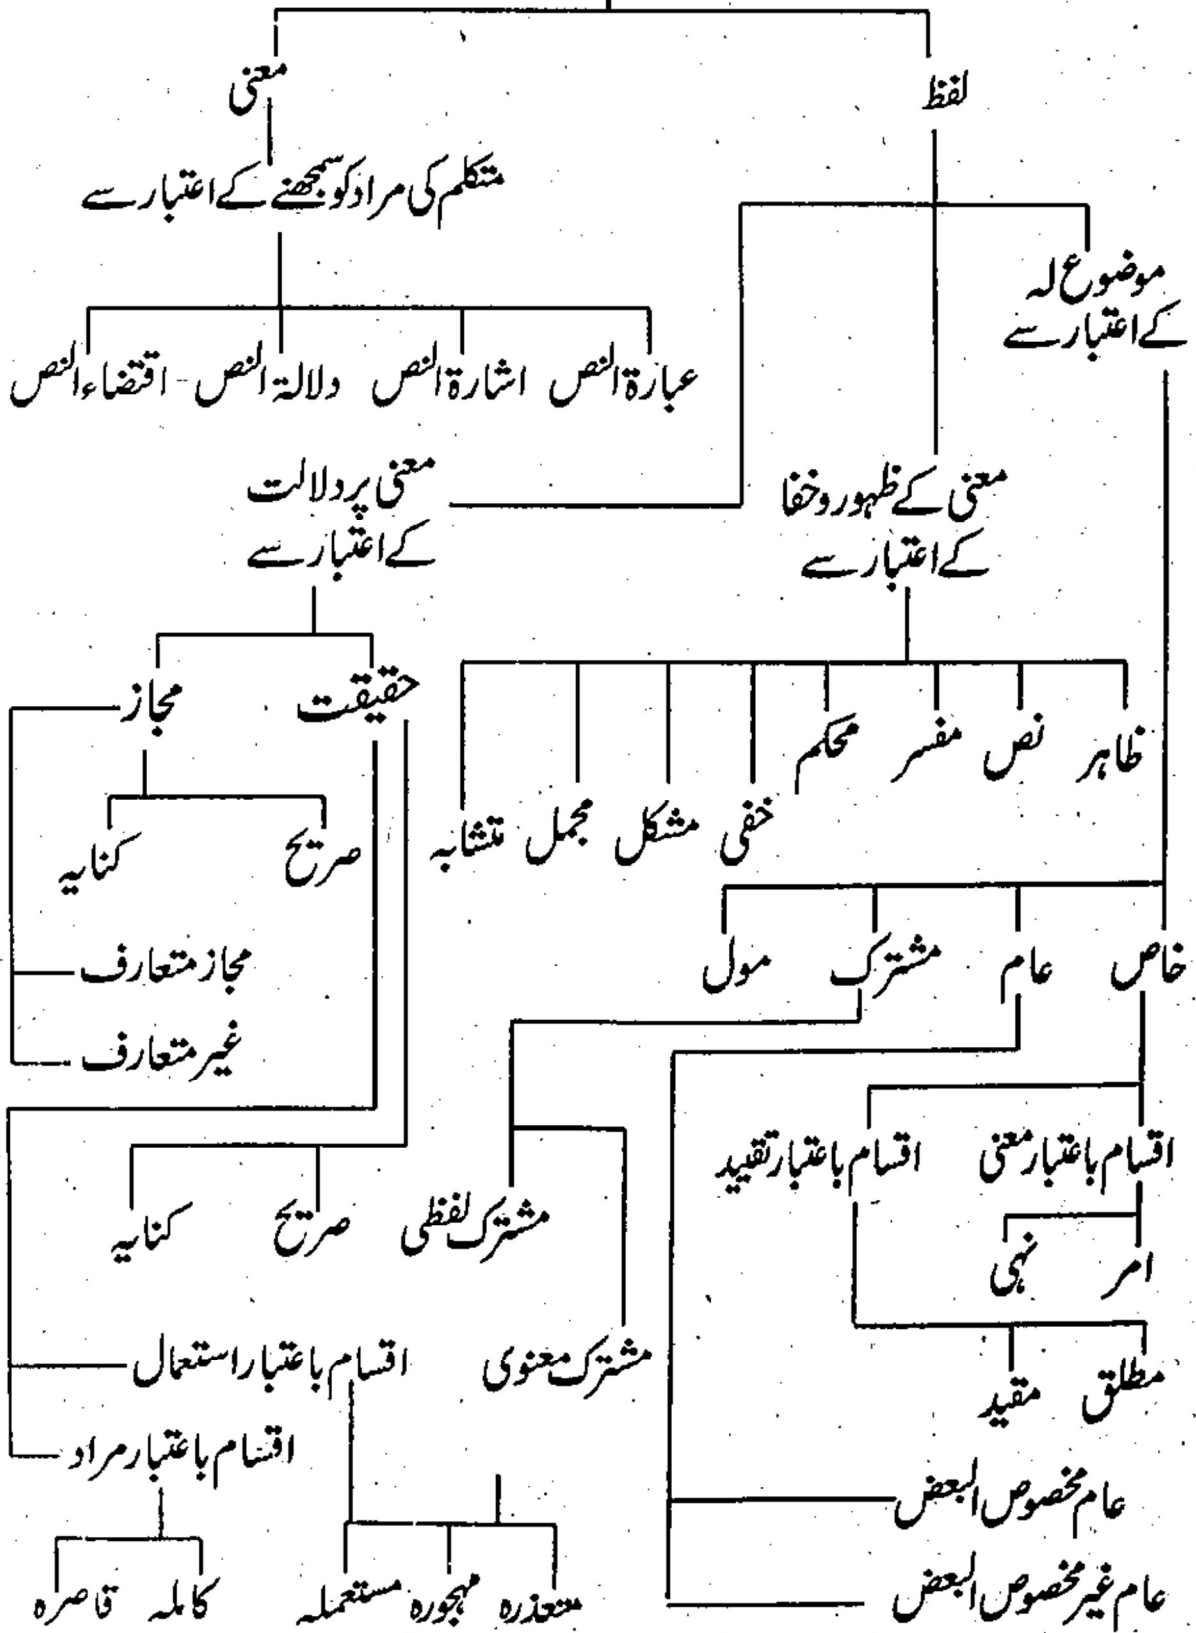 لفظ
معنی
متکلم کی مراد کو سمجھنے کے اعتبار سے
موضوع لہ
کے اعتبار سے
عبارۃ النص اشارۃ النص دلالۃ النص - اقتضاء النص
معنی کے ظہور و خفا
کے اعتبار سے
معنی پر دلالت
کے اعتبار سے
حقیقت مجاز
ظاہر نص مفسر محکم
خفی مشکل مجمل متشابہ
صریح کنایہ
خاص عام مشترک مول
مجاز متعارف
غیر متعارف
اقسام باعتبار معنی اقسام باعتبار تقیید
مشترک لفظی صریح کنایہ
امر نہی
مشترک معنوی اقسام باعتبار استعمال
مطلق مقید
اقسام باعتبار مراد
عام مخصوص البعض
عام غیر مخصوص البعض
متعذرہ مہجورہ مستعملہ کاملہ قاصرہ